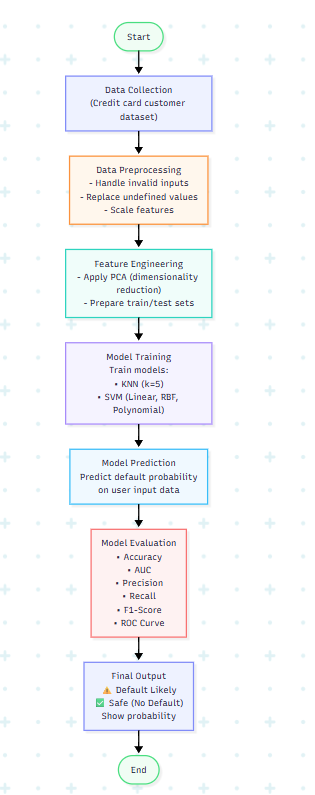 Start
Data Collection
(Credit card customer
dataset)
Data Preprocessing
- Handle invalid inputs
- Replace undefined values
- Scale features
Feature Engineering
- Apply PCA (dimensionality
reduction)
- Prepare train/test sets
Model Training
Train models:
• KNN (k=5)
• SVM (Linear, RBF,
Polynomial)
Model Prediction
Predict default probability
on user input data
Model Evaluation
• Accuracy
• AUC
• Precision
• Recall
• F1-Score
• ROC Curve
Final Output
⚠️ Default Likely
✅ Safe (No Default)
Show probability
End